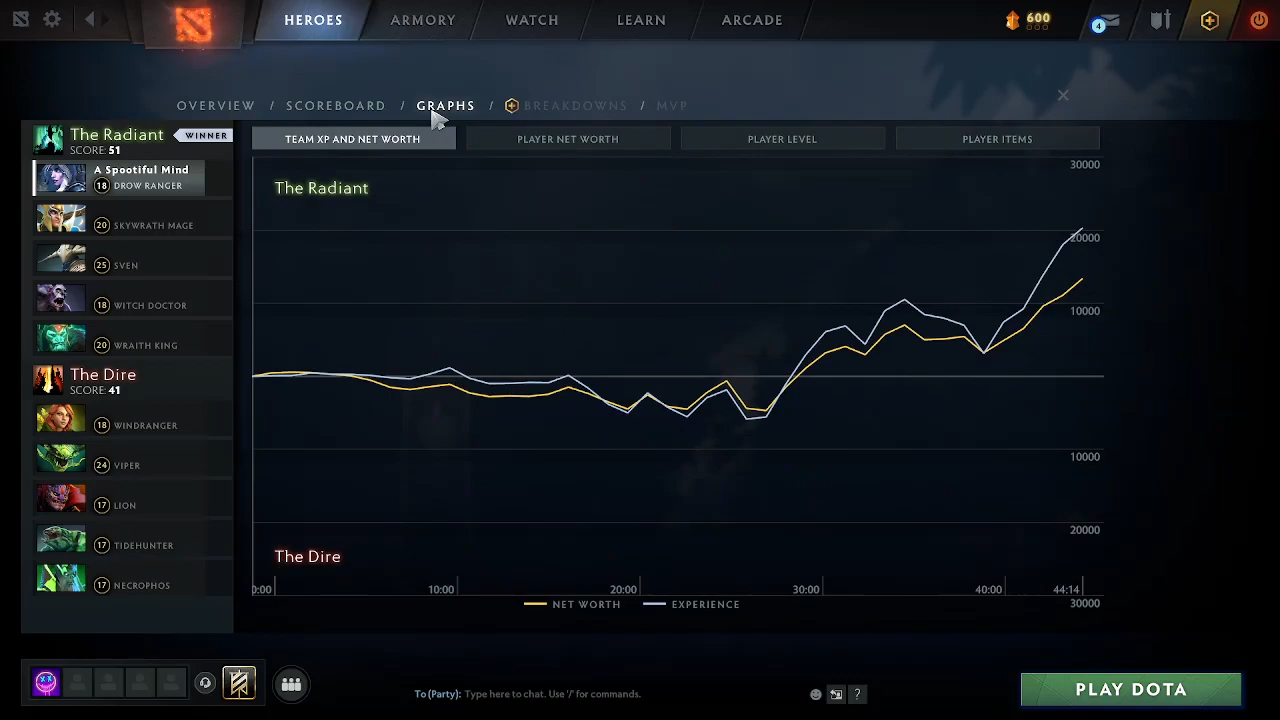 HEROES
ARMORY
WATCH
LEARN
ARCADE
600
4
OVERVIEW / SCOREBOARD / GRAPHS / BREAKDOWNS / MVP
The Radiant
WINNER
SCORE: 51
A Spootiful Mind
18 DROW RANGER
20 SKYWRATH MAGE
25 SVEN
18 WITCH DOCTOR
20 WRAITH KING
The Dire
SCORE: 41
18 WINDRANGER
24 VIPER
17 LION
17 TIDEHUNTER
17 NECROPHOS
TEAM XP AND NET WORTH
PLAYER NET WORTH
PLAYER LEVEL
PLAYER ITEMS
30000
The Radiant
20000
10000
10000
20000
The Dire
0:00 10:00 20:00 30:00 40:00 44:14
30000
NET WORTH EXPERIENCE
To (Party): Type here to chat. Use '/' for commands.
?
PLAY DOTA